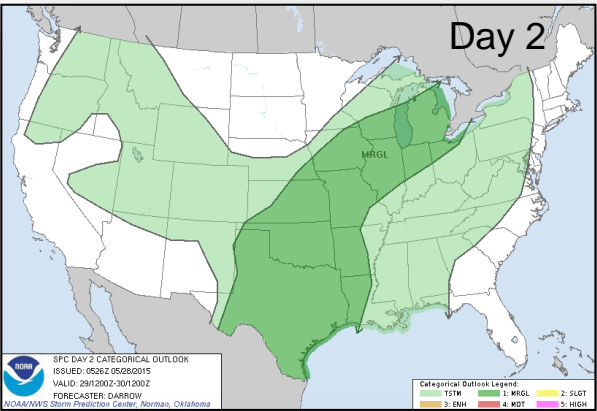 Day 2
MRGL
SPC DAY 2 CATEGORICAL OUTLOOK
ISSUED: 0526Z 05/28/2015
VALID: 29/1200Z-30/1200Z
FORECASTER: DARROW
NOAA/NWS Storm Prediction Center, Norman, Oklahoma
NOAA
Categorical Outlook Legend:
TSTM 1: MRGL 2: SLGT
3: ENH 4: MDT 5: HIGH